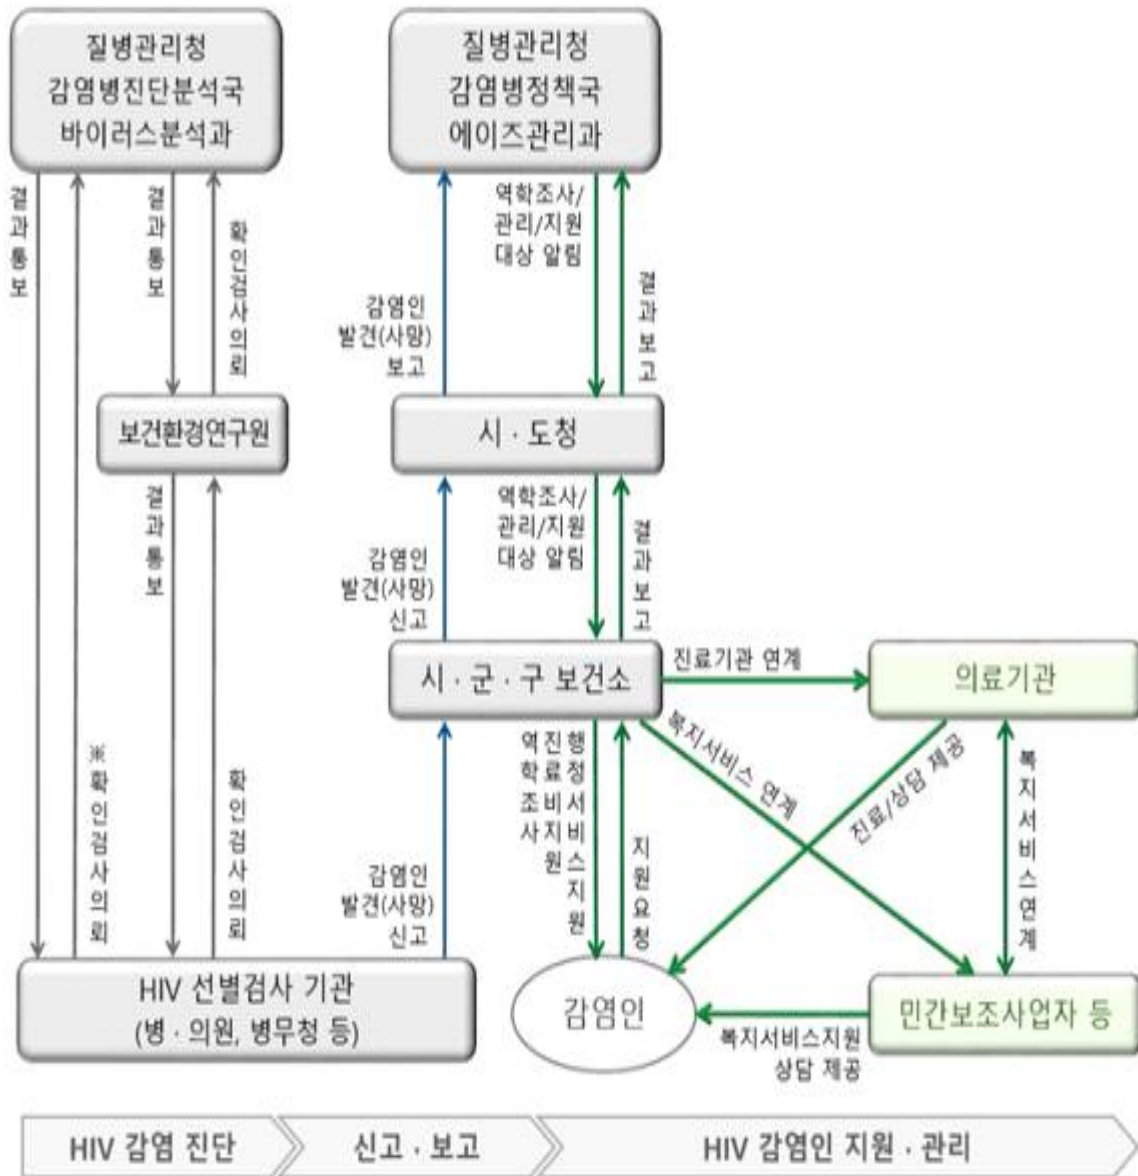 질병관리청
감염병진단분석국
바이러스분석과
질병관리청
감염병정책국
에이즈관리과
결과통보
결과통보
확인검사의뢰
역학조사/
관리/지원
대상 알림
감염인
발견(사망)
보고
결과보고
보건환경연구원
시 · 도청
결과통보
역학조사/
관리/지원
대상 알림
감염인
발견(사망)
신고
결과보고
시 · 군 · 구 보건소
진료기관 연계
의료기관
※확인검사의뢰
확인검사의뢰
감염인
발견(사망)
신고
역학조사
진료비지원
행정서비스지원
지원요청
복지서비스 연계
진료/상담 제공
복지서비스연계
HIV 선별검사 기관
(병 · 의원, 병무청 등)
감염인
민간보조사업자 등
복지서비스지원
상담 제공
HIV 감염 진단
신고 · 보고
HIV 감염인 지원 · 관리